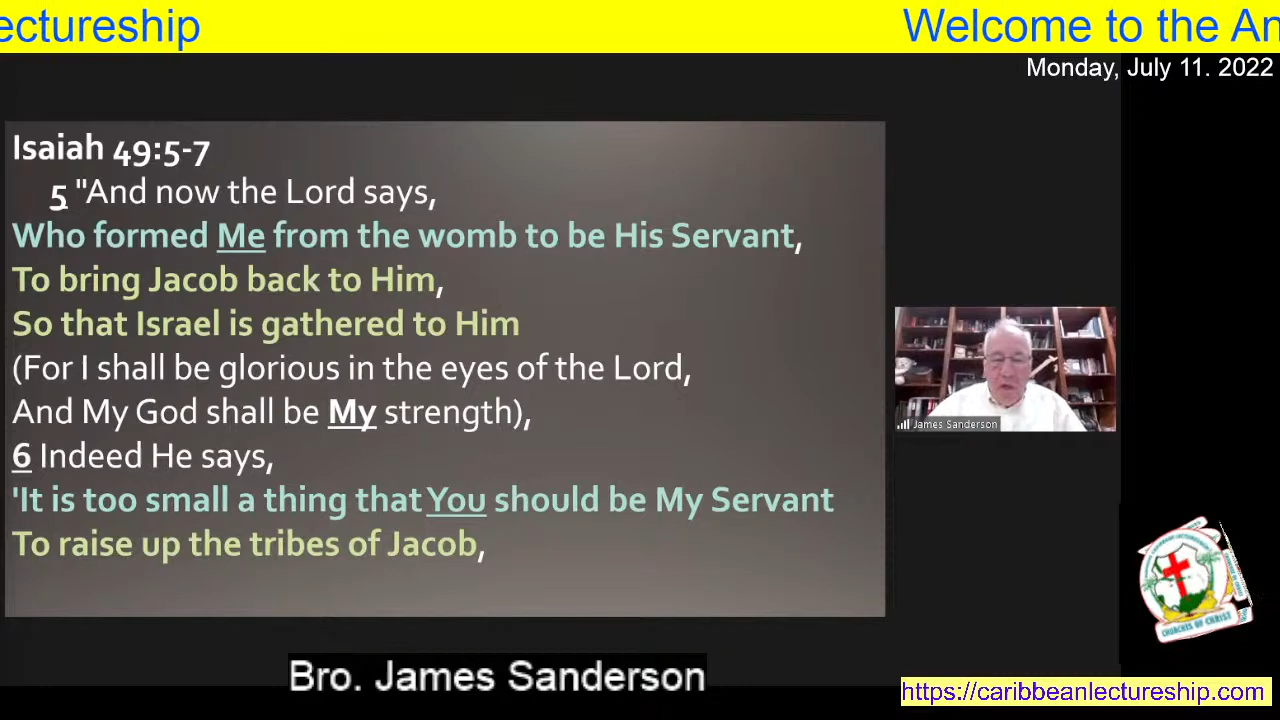 ectureship
Welcome to the An
Monday, July 11. 2022
Isaiah 49:5-7
5 "And now the Lord says,
Who formed Me from the womb to be His Servant,
To bring Jacob back to Him,
So that Israel is gathered to Him
(For I shall be glorious in the eyes of the Lord,
And My God shall be My strength),
6 Indeed He says,
'It is too small a thing that You should be My Servant
To raise up the tribes of Jacob,
James Sanderson
CHURCHES OF CHRIST
Bro. James Sanderson
https://caribbeanlectureship.com